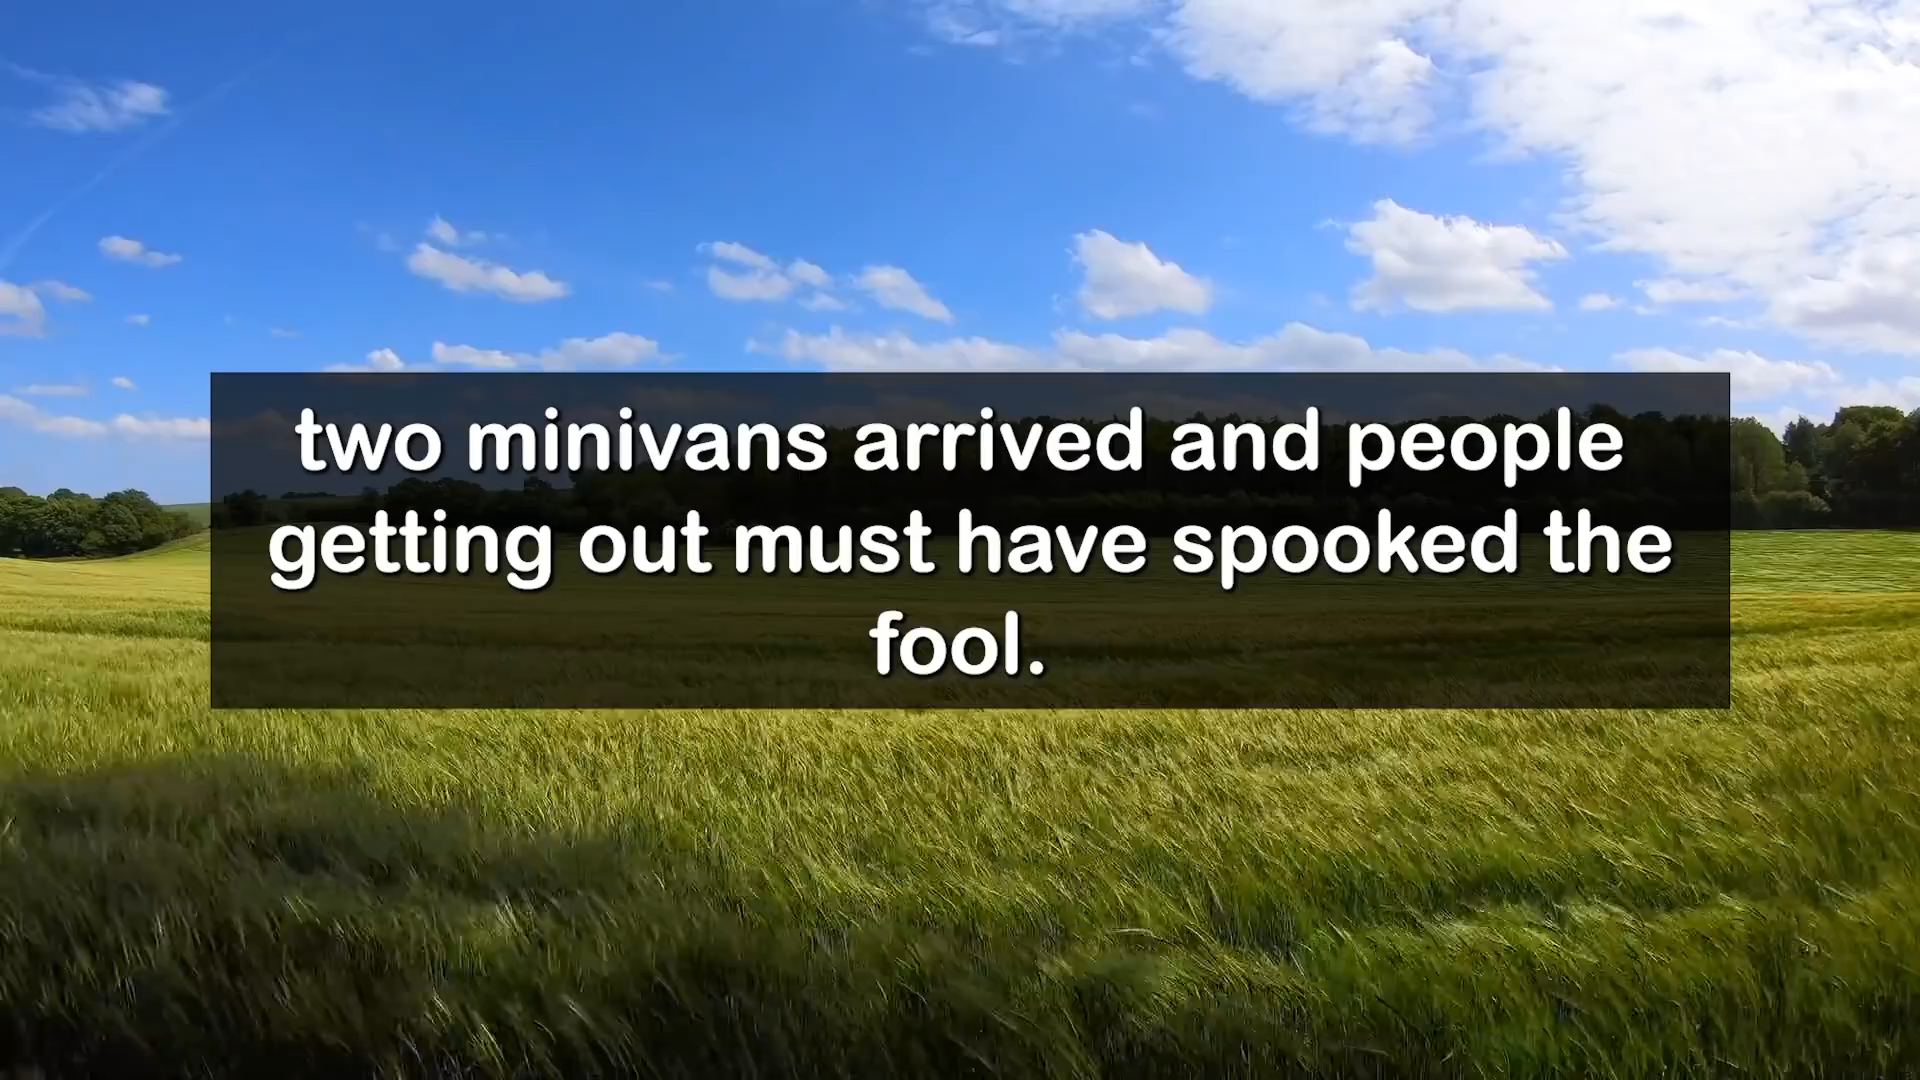 two minivans arrived and people
getting out must have spooked the
fool.